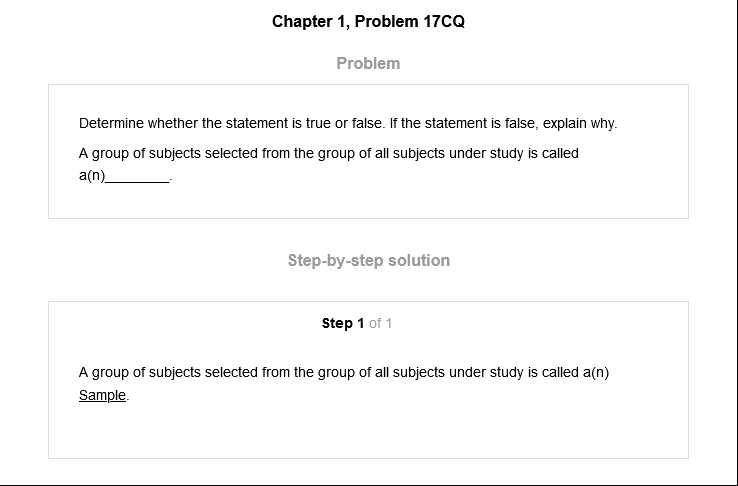 Chapter 1, Problem 17CQ
Problem
Determine whether the statement is true or false. If the statement is false, explain why.
A group of subjects selected from the group of all subjects under study is called
a(n)________.
Step-by-step solution
Step 1 of 1
A group of subjects selected from the group of all subjects under study is called a(n)
Sample.